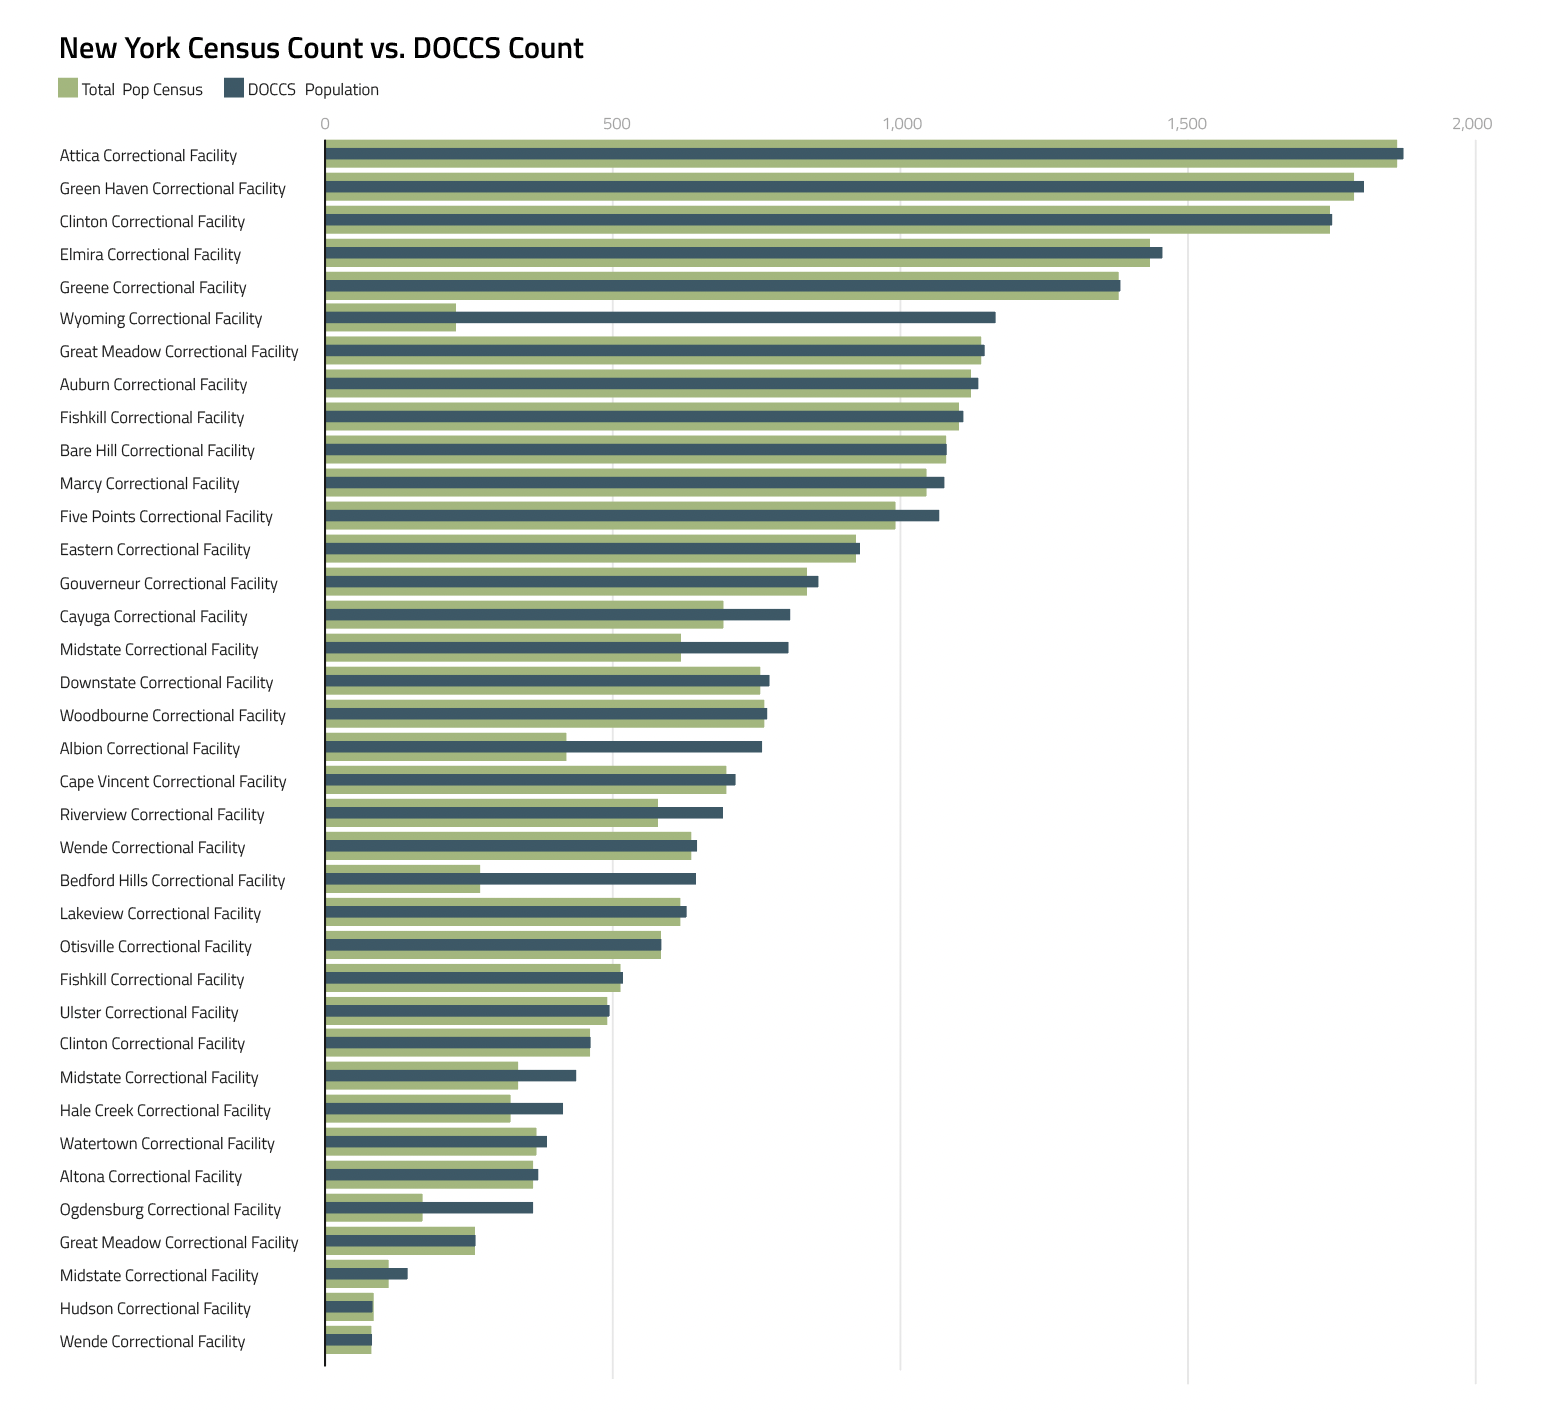 New York Census Count vs. DOCCS Count
Total Pop Census DOCCS Population
0 500 1,000 1,500 2,000
Attica Correctional Facility
Green Haven Correctional Facility
Clinton Correctional Facility
Elmira Correctional Facility
Greene Correctional Facility
Wyoming Correctional Facility
Great Meadow Correctional Facility
Auburn Correctional Facility
Fishkill Correctional Facility
Bare Hill Correctional Facility
Marcy Correctional Facility
Five Points Correctional Facility
Eastern Correctional Facility
Gouverneur Correctional Facility
Cayuga Correctional Facility
Midstate Correctional Facility
Downstate Correctional Facility
Woodbourne Correctional Facility
Albion Correctional Facility
Cape Vincent Correctional Facility
Riverview Correctional Facility
Wende Correctional Facility
Bedford Hills Correctional Facility
Lakeview Correctional Facility
Otisville Correctional Facility
Fishkill Correctional Facility
Ulster Correctional Facility
Clinton Correctional Facility
Midstate Correctional Facility
Hale Creek Correctional Facility
Watertown Correctional Facility
Altona Correctional Facility
Ogdensburg Correctional Facility
Great Meadow Correctional Facility
Midstate Correctional Facility
Hudson Correctional Facility
Wende Correctional Facility